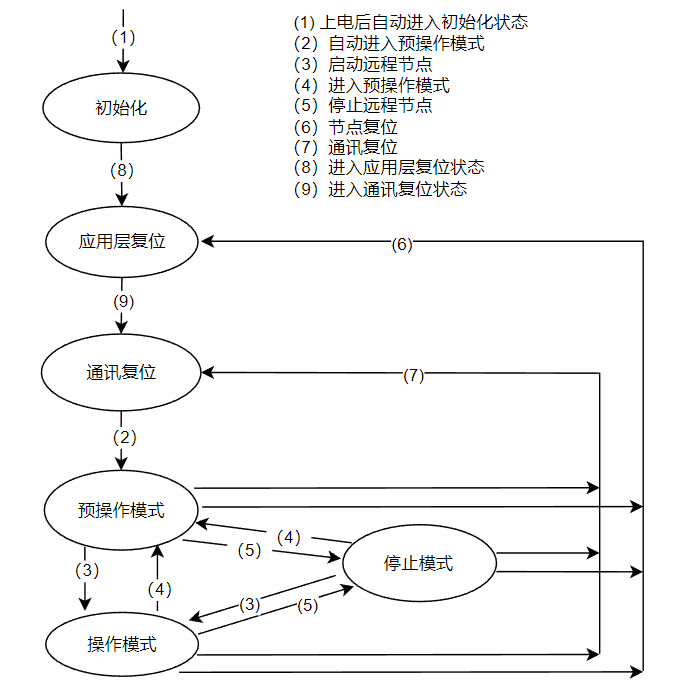 (1) 上电后自动进入初始化状态
(2）自动进入预操作模式
(3）启动远程节点
(4）进入预操作模式
(5）停止远程节点
(6）节点复位
(7）通讯复位
(8）进入应用层复位状态
(9）进入通讯复位状态
(1)
初始化
(8)
应用层复位
(6)
(9)
通讯复位
(7)
(2)
预操作模式
(4)
(5)
停止模式
(3)
(4)
(3)
(5)
操作模式